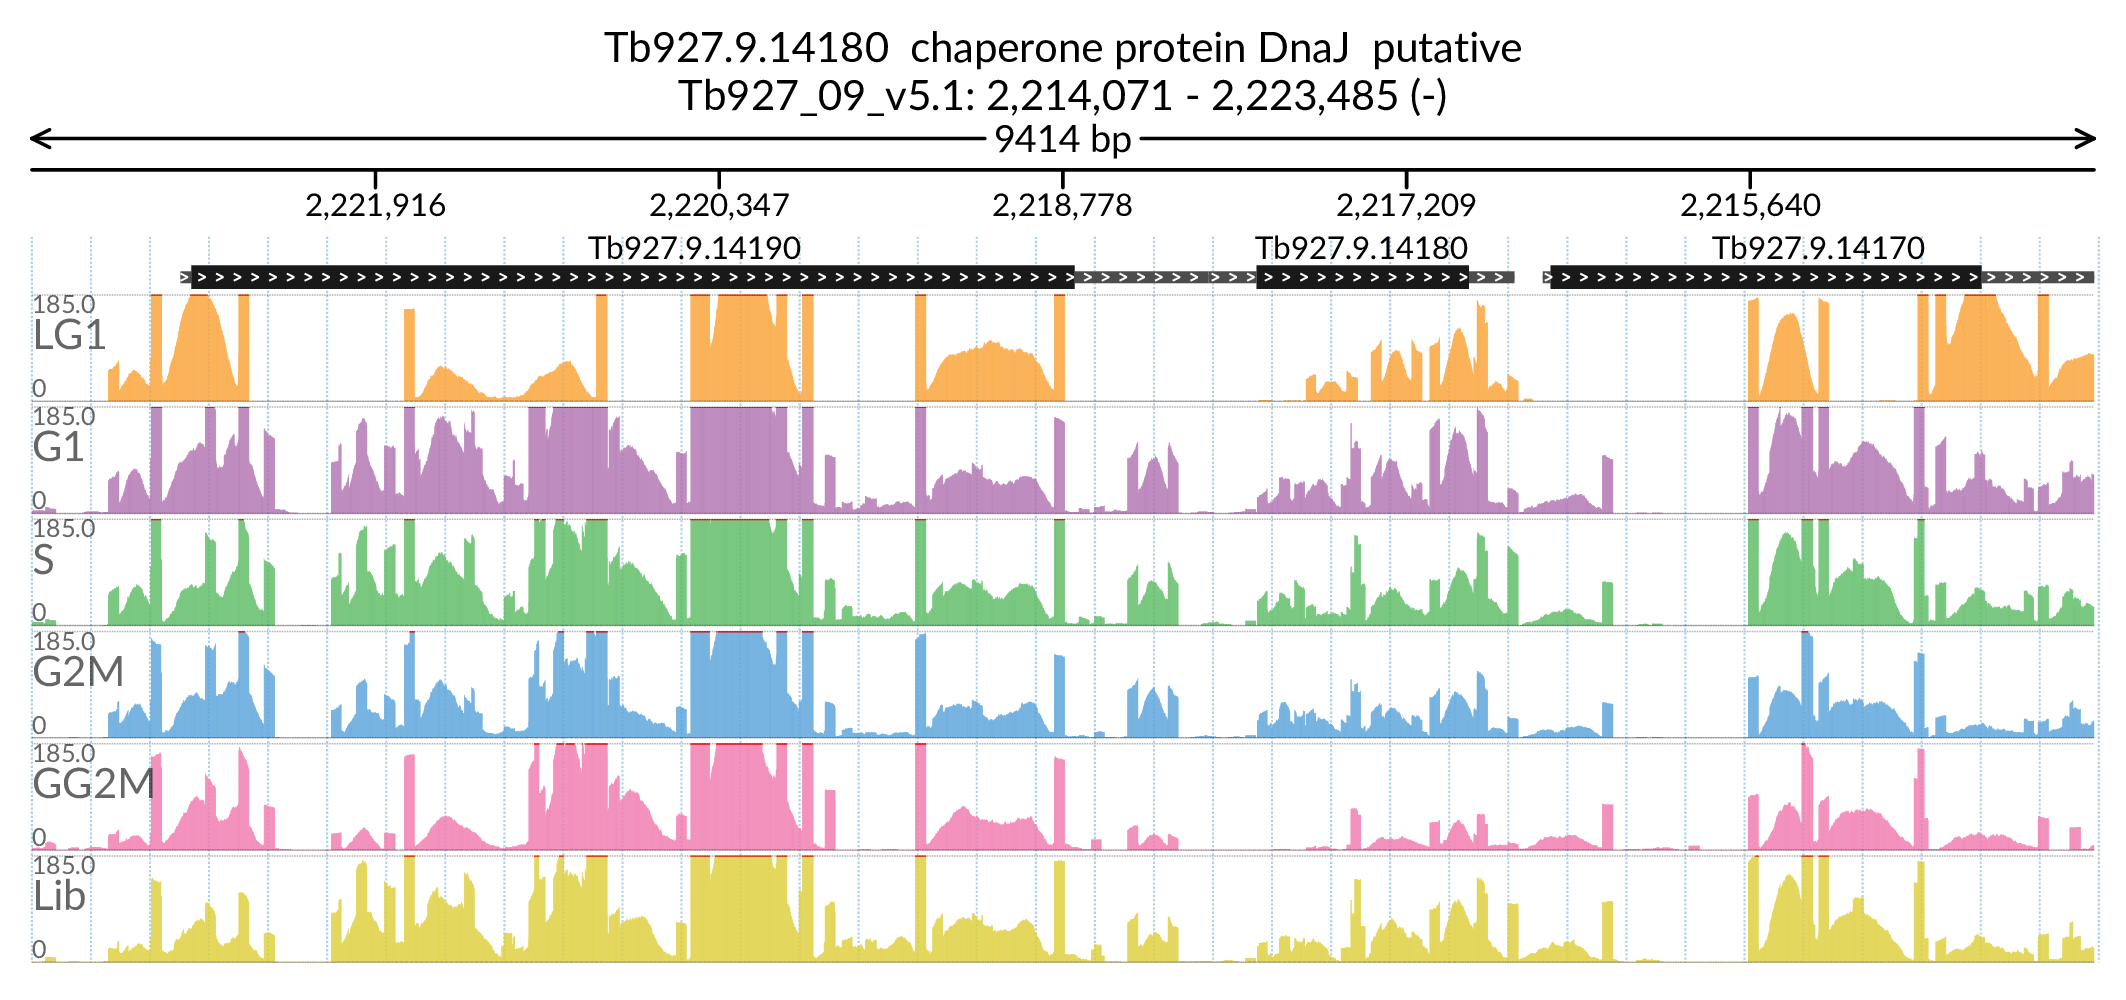 Tb927.9.14180  chaperone protein DnaJ  putative
Tb927_09_v5.1: 2,214,071 - 2,223,485 (-)
9414 bp
2,221,916 2,220,347 2,218,778 2,217,209 2,215,640
Tb927.9.14190 Tb927.9.14180 Tb927.9.14170
185.0
LG1
0
185.0
G1
0
185.0
S
0
185.0
G2M
0
185.0
GG2M
0
185.0
Lib
0